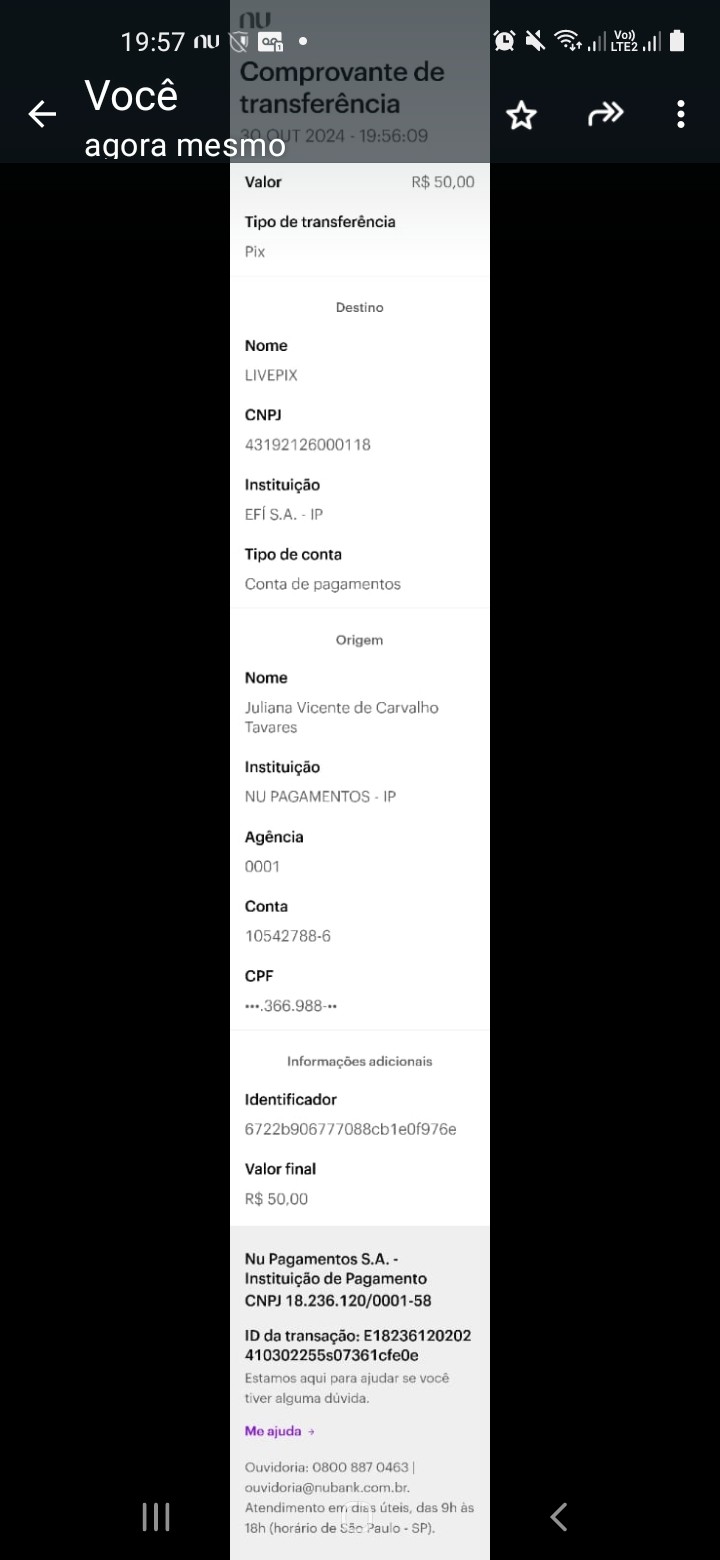 19:57 nu
Vo))
LTE2
nu
Você
agora mesmo
Comprovante de
transferência
30 OUT 2024 - 19:56:09
Valor R$ 50,00
Tipo de transferência
Pix
Destino
Nome
LIVEPIX
CNPJ
43192126000118
Instituição
EFÍ S.A. - IP
Tipo de conta
Conta de pagamentos
Origem
Nome
Juliana Vicente de Carvalho
Tavares
Instituição
NU PAGAMENTOS - IP
Agência
0001
Conta
10542788-6
CPF
•••.366.988-••
Informações adicionais
Identificador
6722b906777088cb1e0f976e
Valor final
R$ 50,00
Nu Pagamentos S.A. -
Instituição de Pagamento
CNPJ 18.236.120/0001-58
ID da transação: E18236120202
410302255s07361cfe0e
Estamos aqui para ajudar se você
tiver alguma dúvida.
Me ajuda →
Ouvidoria: 0800 887 0463 |
ouvidoria@nubank.com.br.
Atendimento em dias úteis, das 9h às
18h (horário de São Paulo - SP).